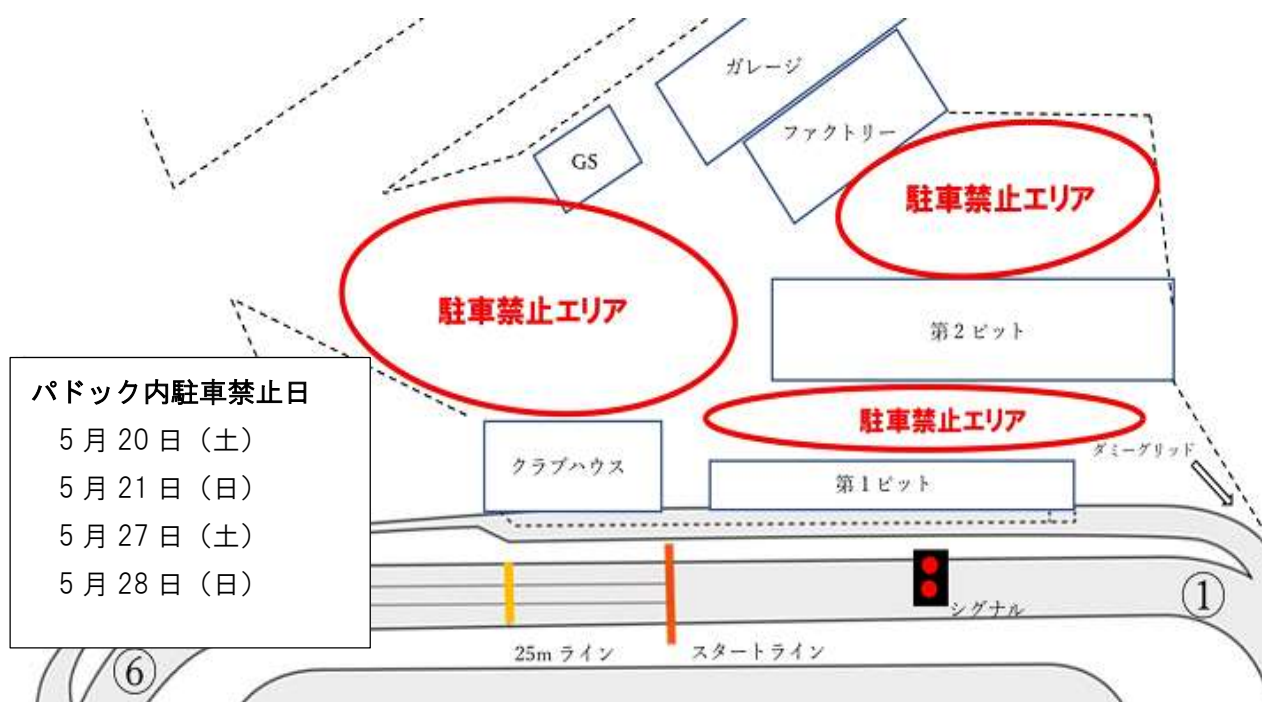 ガレージ
ファクトリー
GS
駐車禁止エリア
駐車禁止エリア
第2ピット
パドック内駐車禁止日
5月20日(土)
5月21日(日)
5月27日(土)
5月28日(日)
駐車禁止エリア
ダミーグリッド
クラブハウス
第1ピット
①
シグナル
25mライン
スタートライン
⑥